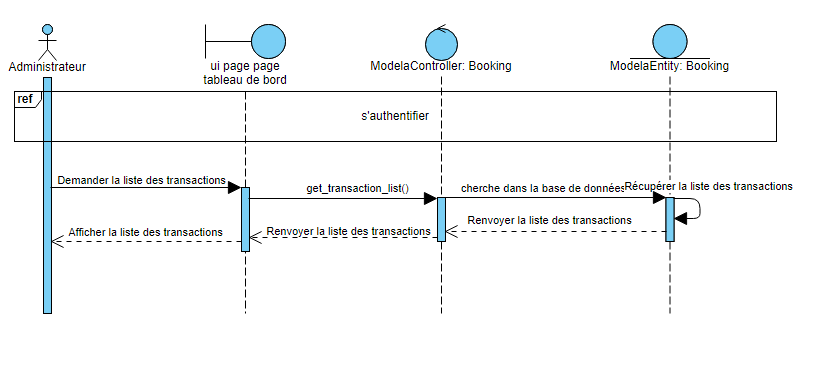 Administrateur
ui page page
tableau de bord
ModelaController: Booking
ModelaEntity: Booking
ref
s'authentifier
Demander la liste des transactions
get_transaction_list()
cherche dans la base de données
Récupérer la liste des transactions
Renvoyer la liste des transactions
Renvoyer la liste des transactions
Afficher la liste des transactions